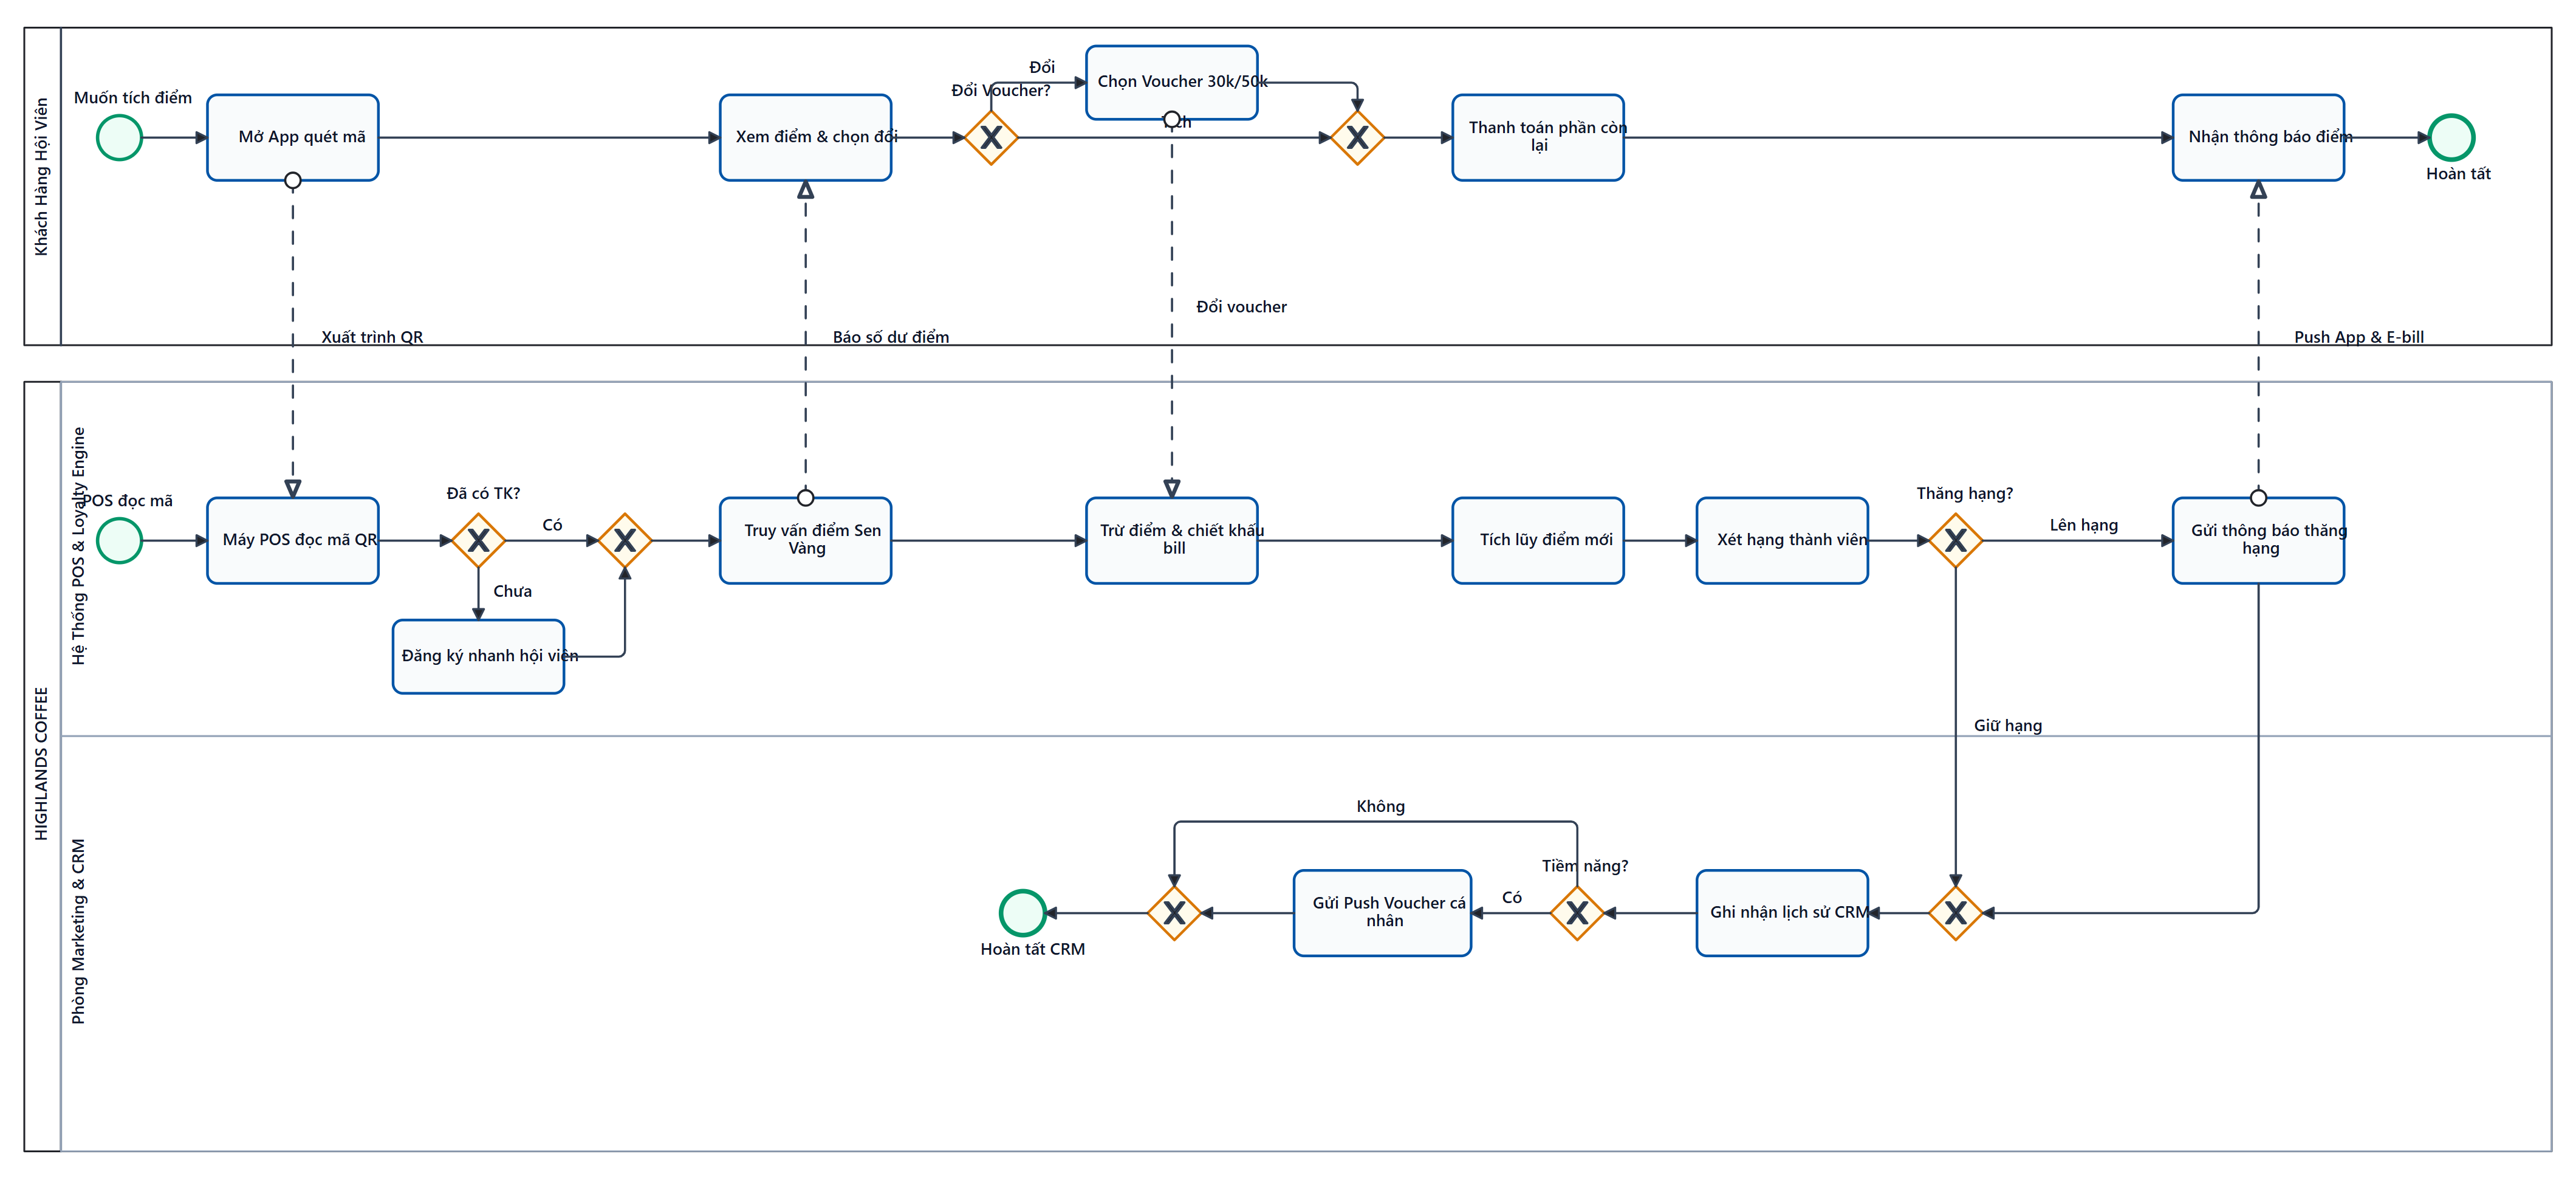 Khách Hàng Hội Viên
Muốn tích điểm
Mở App quét mã
Xem điểm & chọn đổi
Đổi Voucher?
Đổi
Chọn Voucher 30k/50k
Thanh toán phần còn
lại
Nhận thông báo điểm
Hoàn tất
Xuất trình QR
Báo số dư điểm
Đổi voucher
Push App & E-bill
HIGHLANDS COFFEE
Hệ Thống POS & Loyalty Engine
POS đọc mã
Máy POS đọc mã QR
Đã có TK?
Có
Chưa
Đăng ký nhanh hội viên
Truy vấn điểm Sen
Vàng
Trừ điểm & chiết khấu
bill
Tích lũy điểm mới
Xét hạng thành viên
Thăng hạng?
Lên hạng
Gửi thông báo thăng
hạng
Giữ hạng
Phòng Marketing & CRM
Không
Hoàn tất CRM
Gửi Push Voucher cá
nhân
Có
Tiềm năng?
Ghi nhận lịch sử CRM